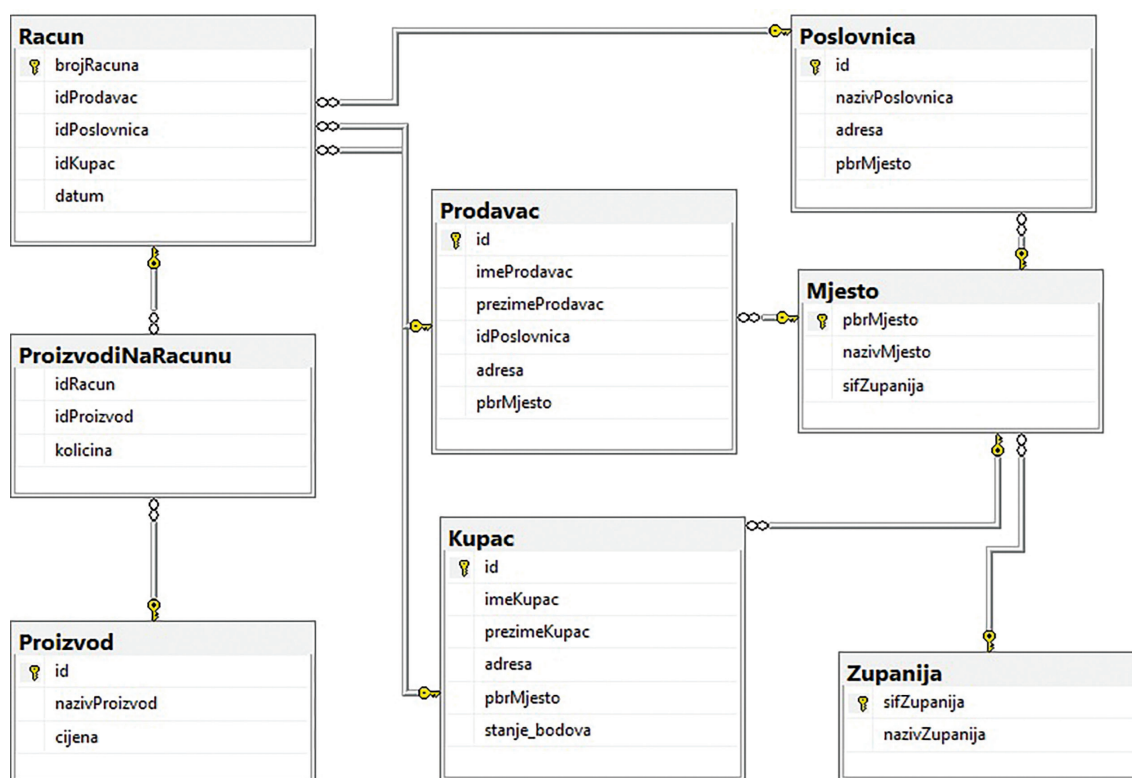 Racun
brojRacuna
idProdavac
idPoslovnica
idKupac
datum
Poslovnica
id
nazivPoslovnica
adresa
pbrMjesto
Prodavac
id
imeProdavac
prezimeProdavac
idPoslovnica
adresa
pbrMjesto
Mjesto
pbrMjesto
nazivMjesto
sifZupanija
ProizvodiNaRacunu
idRacun
idProizvod
kolicina
Kupac
id
imeKupac
prezimeKupac
adresa
pbrMjesto
stanje_bodova
Proizvod
id
nazivProizvod
cijena
Zupanija
sifZupanija
nazivZupanija